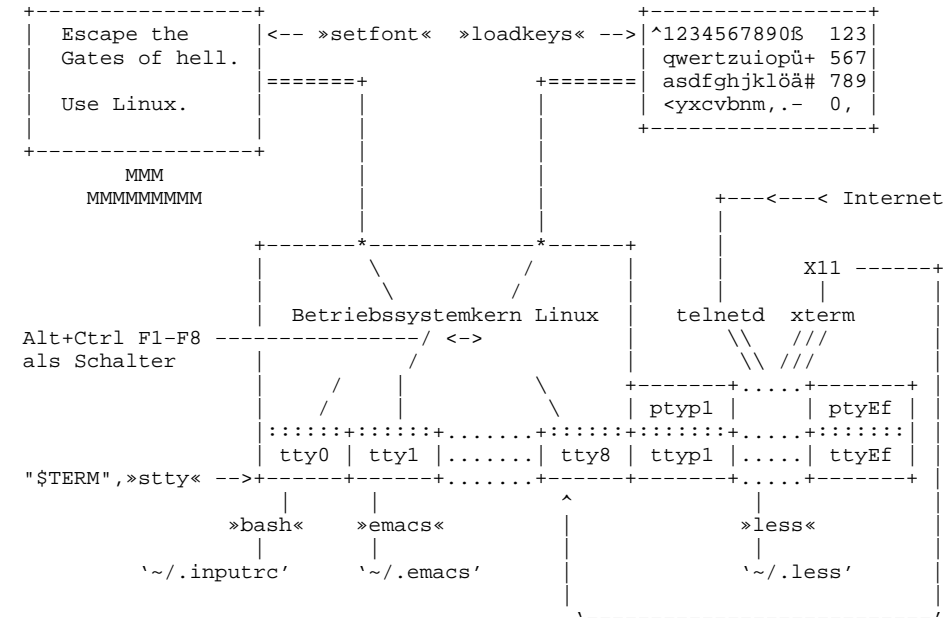 Escape the <-- »setfont« »loadkeys« --> ^1234567890ß 123
Gates of hell. qwertzuiopü+ 567
asdfghjklöä# 789
Use Linux. <yxcvbnm,.- 0,
MMM
MMMMMMMMM
+---<---< Internet
X11
Betriebssystemkern Linux telnetd xterm
Alt+Ctrl F1-F8 <->
als Schalter
ptyp1 ptyEf
tty0 tty1 ....... tty8 ttyp1 ..... ttyEf
"$TERM",»stty« -->
»bash« »emacs« »less«
‘~/.inputrc’ ‘~/.emacs’ ‘~/.less’